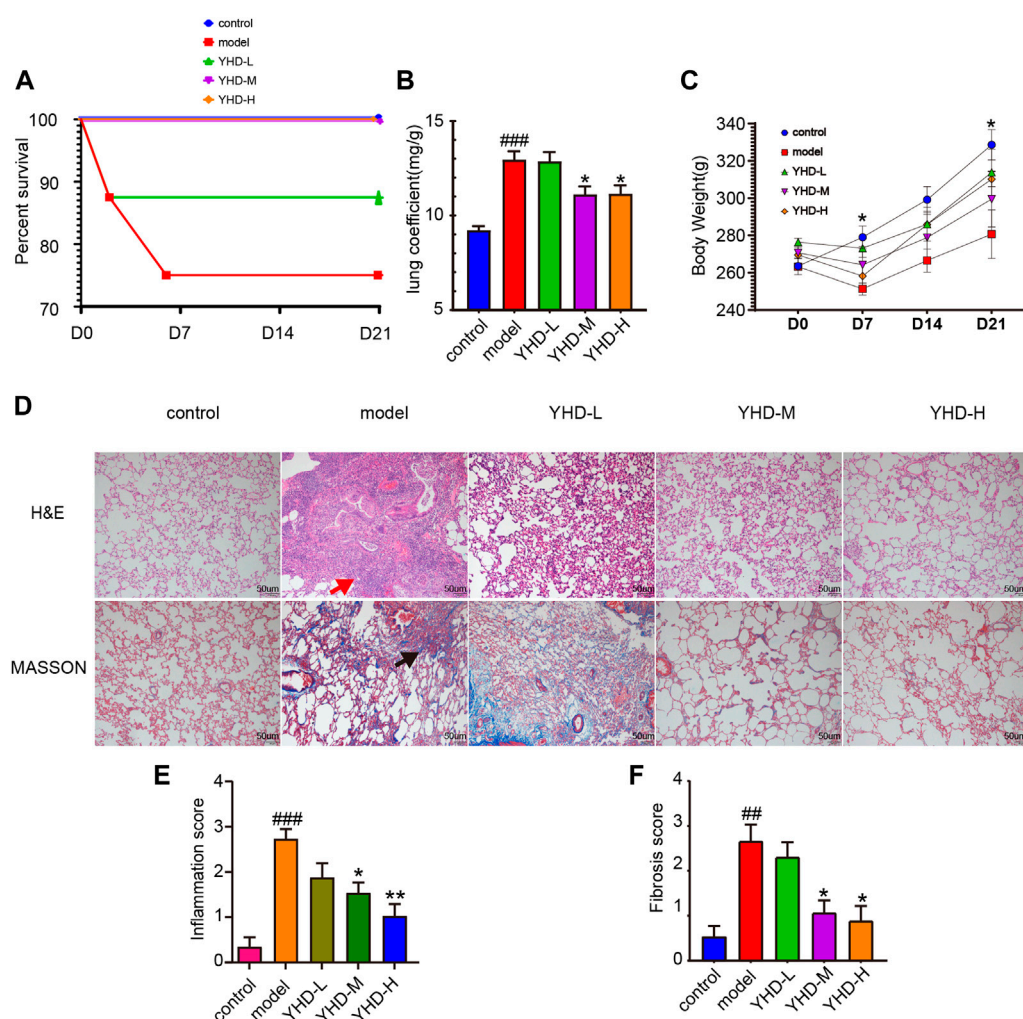 control
model
YHD-L
YHD-M
YHD-H
A
Percent survival
100
90
80
70
D0 D7 D14 D21
B
lung coefficient(mg/g)
15
13
11
9
7
5
###
* *
control model YHD-L YHD-M YHD-H
C
Body Weight(g)
340
320
300
280
260
240
control
model
YHD-L
YHD-M
YHD-H
*
*
D0 D7 D14 D21
D
control model YHD-L YHD-M YHD-H
H&E
50um 50um 50um 50um 50um
MASSON
50um 50um 50um 50um 50um
E
Inflammation score
4
3
2
1
0
###
*
**
control model YHD-L YHD-M YHD-H
F
Fibrosis score
4
3
2
1
0
##
*
*
control model YHD-L YHD-M YHD-H